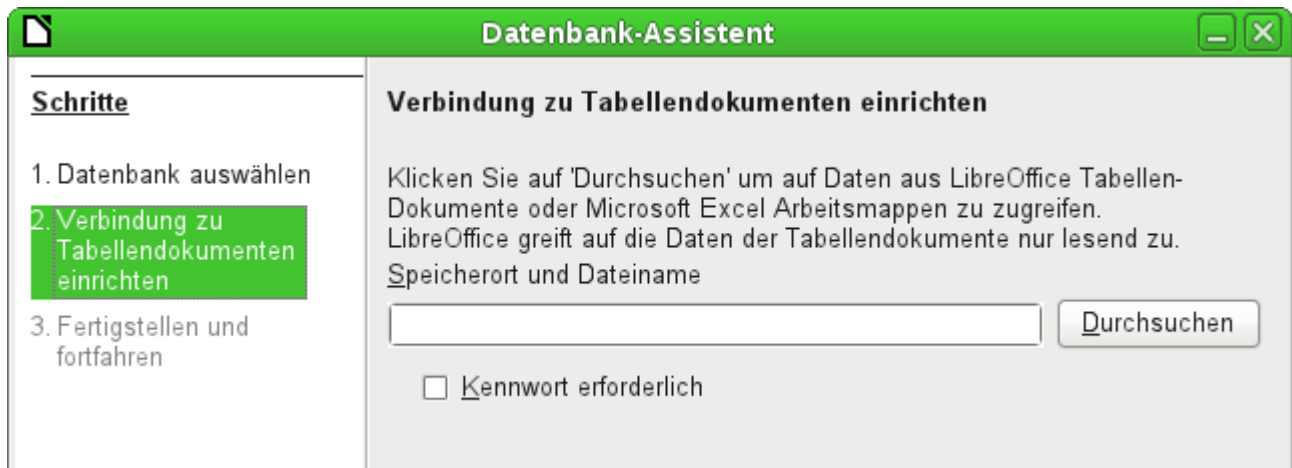 Datenbank-Assistent
Schritte
1. Datenbank auswählen
2. Verbindung zu
Tabellendokumenten
einrichten
3. Fertigstellen und
fortfahren
Verbindung zu Tabellendokumenten einrichten
Klicken Sie auf 'Durchsuchen' um auf Daten aus LibreOffice Tabellen-
Dokumente oder Microsoft Excel Arbeitsmappen zu zugreifen.
LibreOffice greift auf die Daten der Tabellendokumente nur lesend zu.
Speicherort und Dateiname
Durchsuchen
Kennwort erforderlich